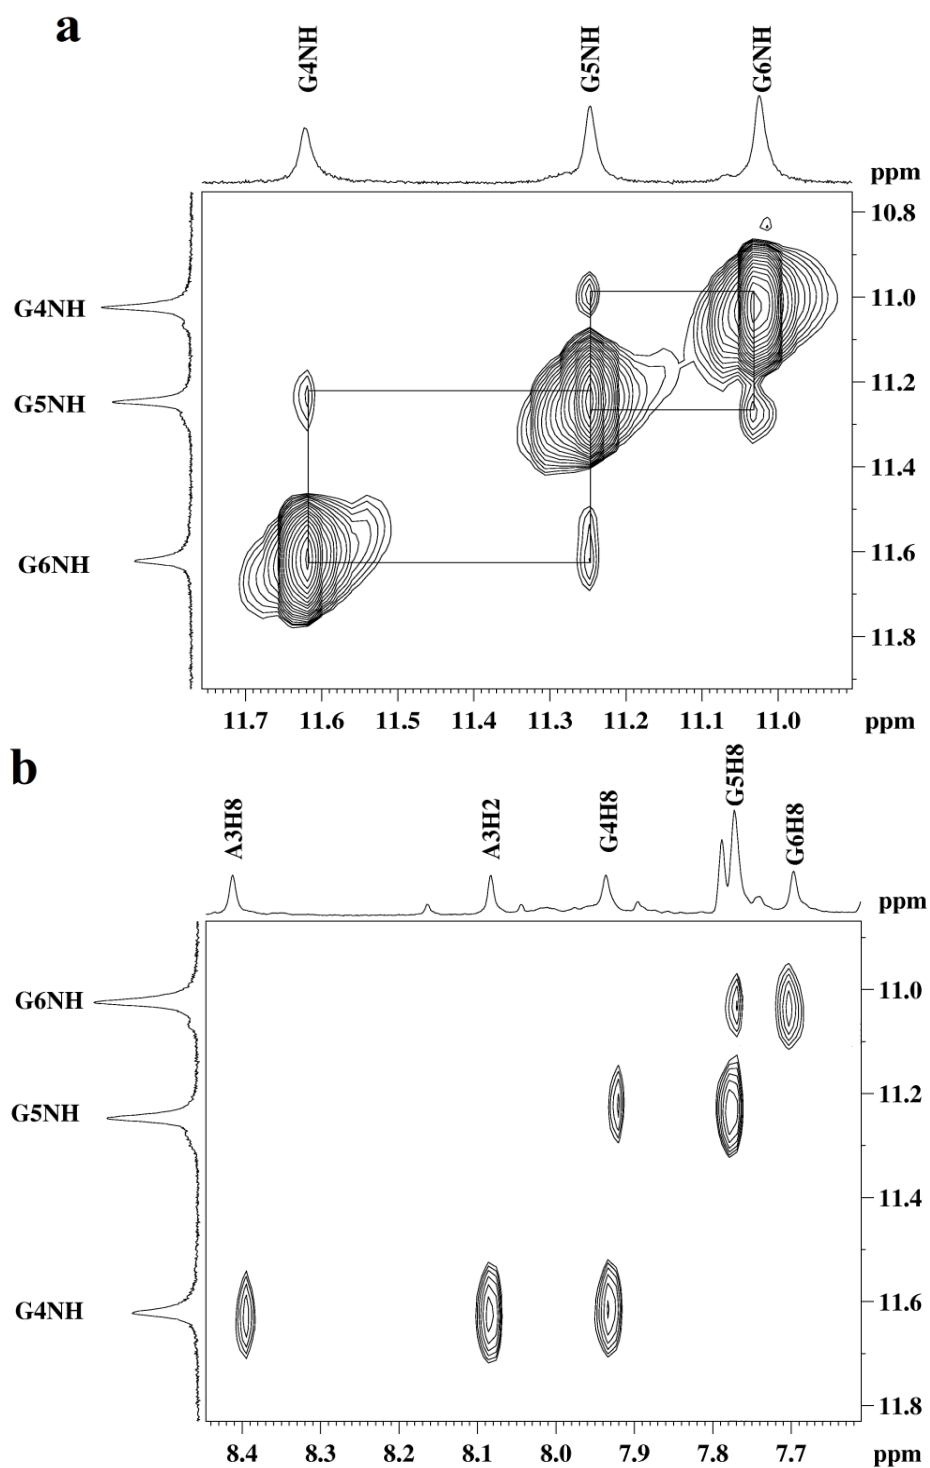 a
G4NH
G5NH
G6NH
ppm
10.8
G4NH
11.0
G5NH
11.2
11.4
G6NH
11.6
11.8
11.7 11.6 11.5 11.4 11.3 11.2 11.1 11.0 ppm
b
A3H8
A3H2
G4H8
G5H8
G6H8
ppm
G6NH
11.0
G5NH
11.2
11.4
G4NH
11.6
11.8
8.4 8.3 8.2 8.1 8.0 7.9 7.8 7.7 ppm